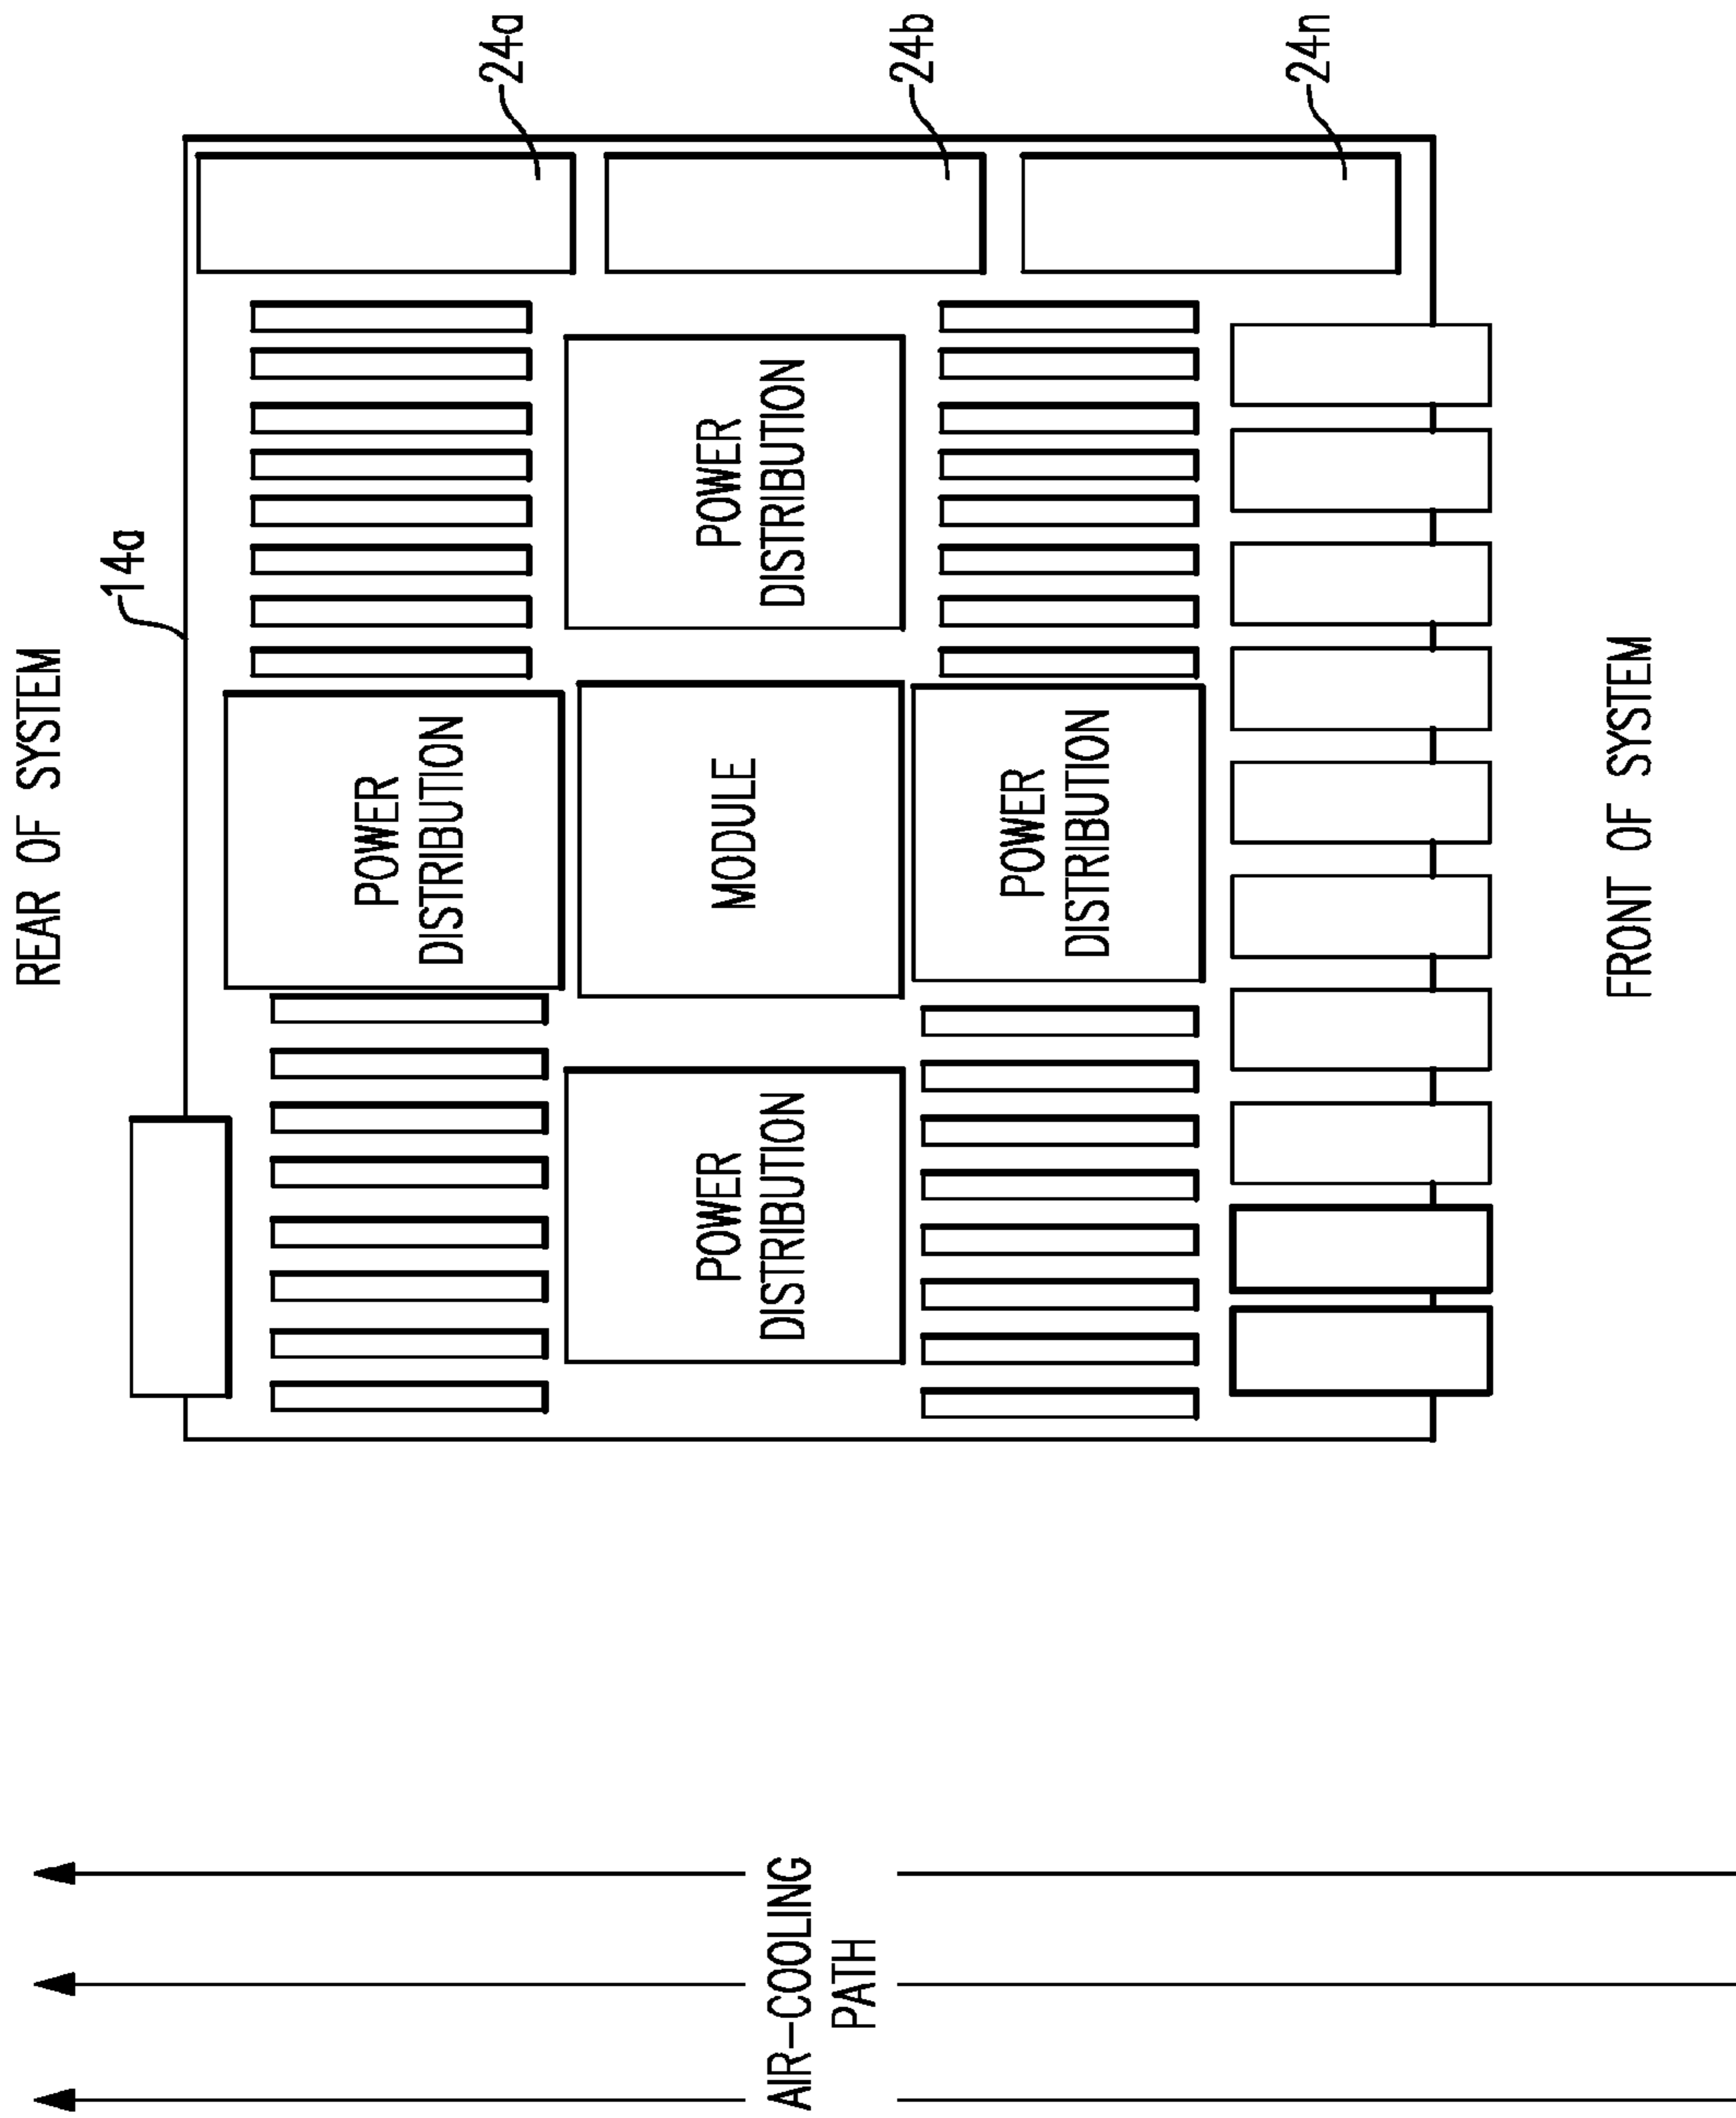 REAR OF SYSTEM
14a
24a
24b
24n
POWER
DISTRIBUTION
POWER
DISTRIBUTION
MODULE
POWER
DISTRIBUTION
POWER
DISTRIBUTION
FRONT OF SYSTEM
AIR-COOLING
PATH